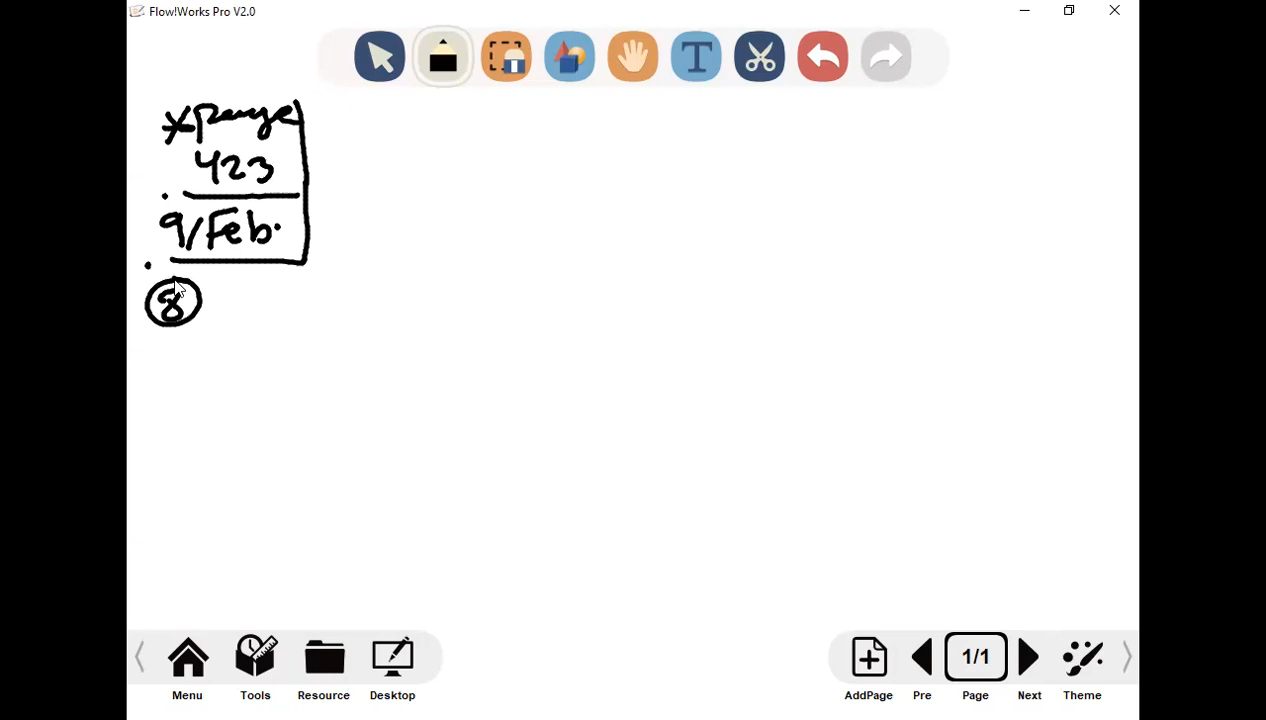 Flow!Works Pro V2.0
T
*Page
423
9/Feb.
8
1/1
Menu Tools Resource Desktop AddPage Pre Page Next Theme